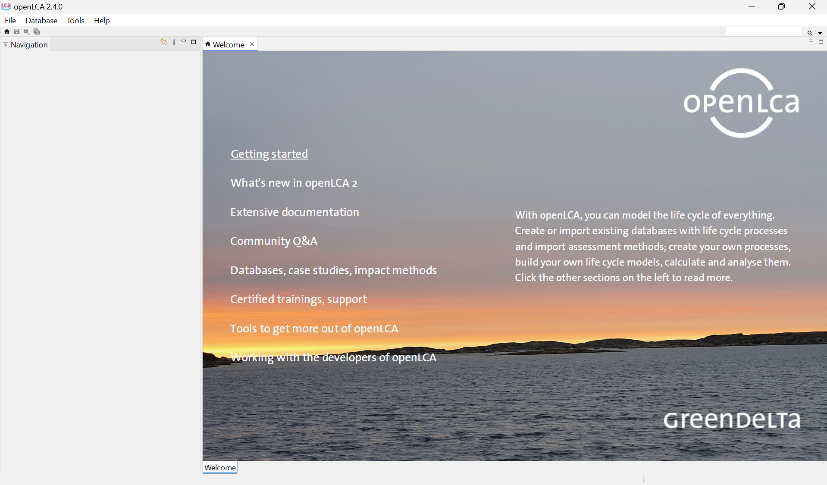 openLCA 2.4.0
File Database Tools Help
Navigation
Welcome
openLCA
Getting started
What's new in openLCA 2
Extensive documentation
Community Q&A
Databases, case studies, impact methods
Certified trainings, support
Tools to get more out of openLCA
Working with the developers of openLCA
With openLCA, you can model the life cycle of everything.
Create or import existing databases with life cycle processes
and import assessment methods; create your own processes,
build your own life cycle models, calculate and analyse them.
Click the other sections on the left to read more.
GreenDelta
Welcome